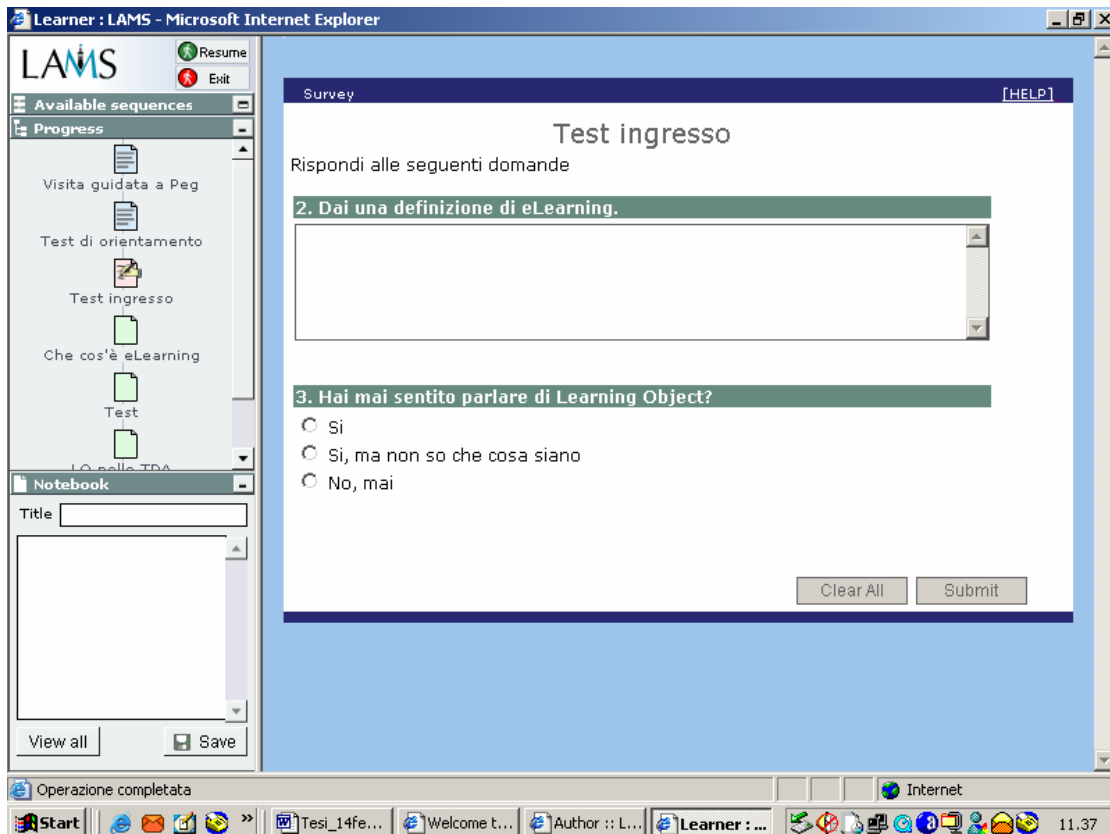 Learner : LAMS - Microsoft Internet Explorer
LAMS
Resume
Exit
Available sequences
Progress
Visita guidata a Peg
Test di orientamento
Test ingresso
Che cos'è eLearning
Test
Notebook
Title
View all
Save
Survey
[HELP]
Test ingresso
Rispondi alle seguenti domande
2. Dai una definizione di eLearning.
3. Hai mai sentito parlare di Learning Object?
Si
Si, ma non so che cosa siano
No, mai
Clear All
Submit
Operazione completata
Internet
Start
»
Tesi_14fe...
Welcome t...
Author :: L...
Learner : ...
11.37